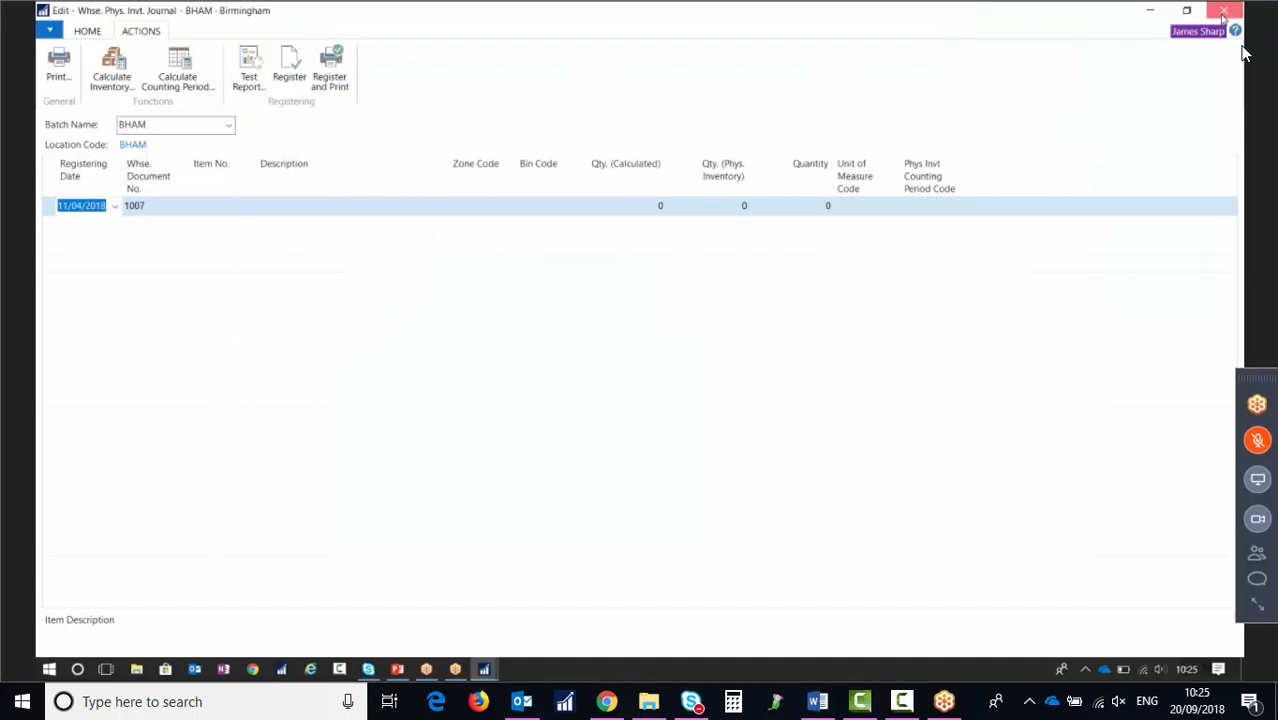 Edit - Whse. Phys. Invt. Journal - BHAM - Birmingham
HOME ACTIONS
James Sharp ?
Print...
Calculate Inventory...
Calculate Counting Period...
Test Report...
Register
Register and Print
General
Functions
Registering
Batch Name: BHAM
Location Code: BHAM
Registering Date
Whse. Document No.
Item No.
Description
Zone Code
Bin Code
Qty. (Calculated)
Qty. (Phys. Inventory)
Quantity
Unit of Measure Code
Phys Invt Counting Period Code
11/04/2018 1007 0 0 0
Item Description
10:25
Type here to search
ENG
10:25
20/09/2018
1